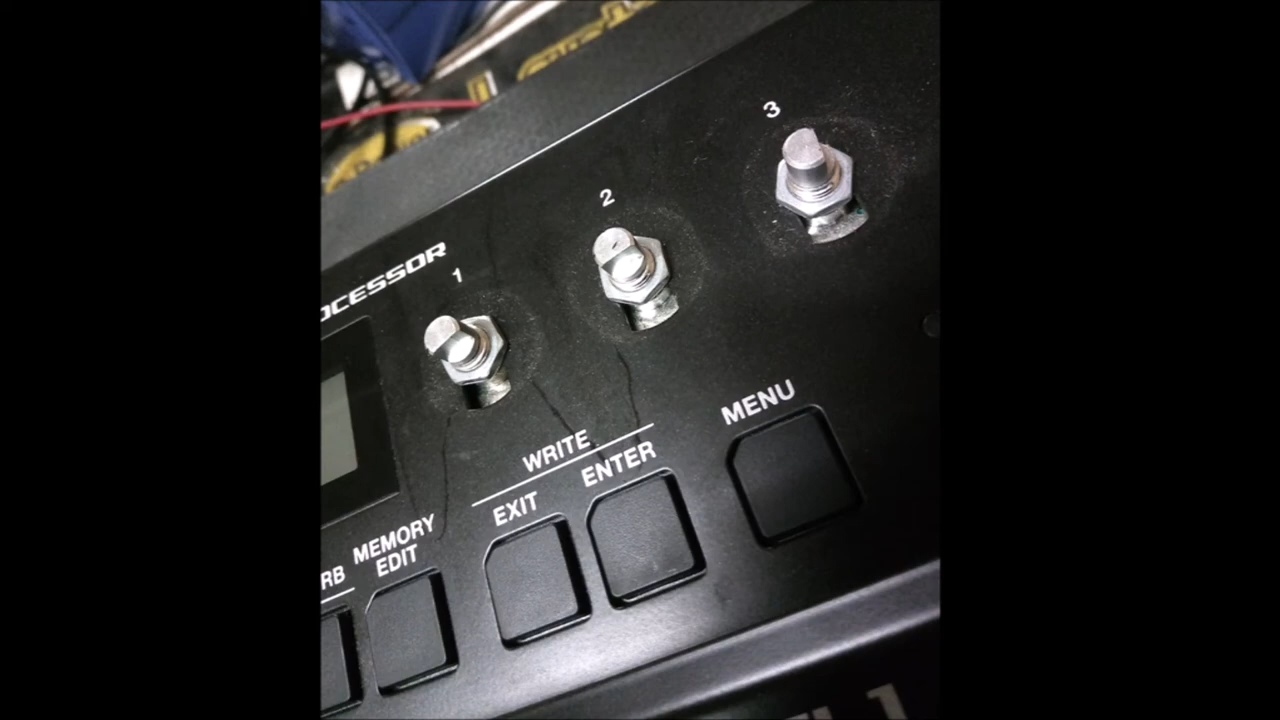 3
2
1
OCESSOR
MENU
WRITE
EXIT
ENTER
MEMORY
EDIT
RB